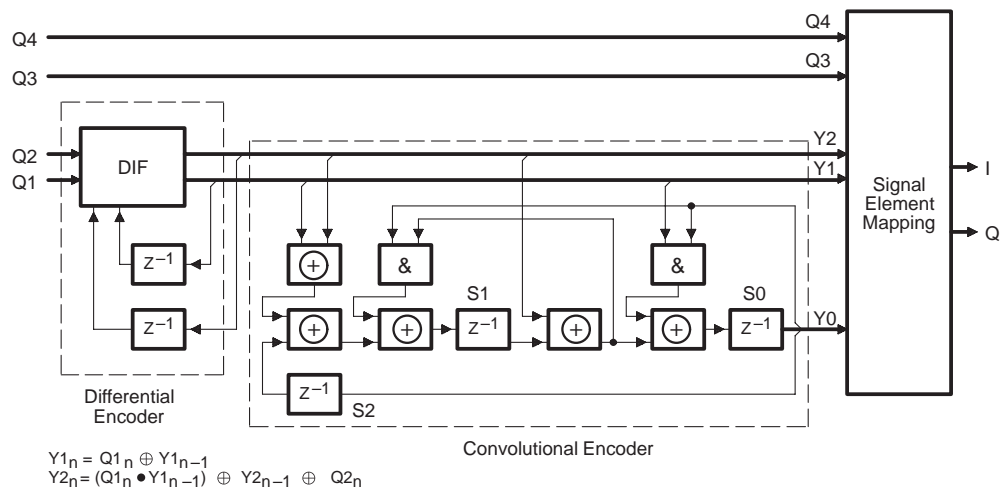 Q4
Q4
Q3
Q3
Q2
DIF
Y2
Q1
Y1
Signal
Element
Mapping
I
Q
z−1
+
&
&
z−1
S1
S0
+
+
z−1
+
+
z−1
Y0
z−1
S2
Differential
Encoder
Convolutional Encoder
Y1n = Q1n ⊕ Y1n−1
Y2n = (Q1n • Y1n−1) ⊕ Y2n−1 ⊕ Q2n